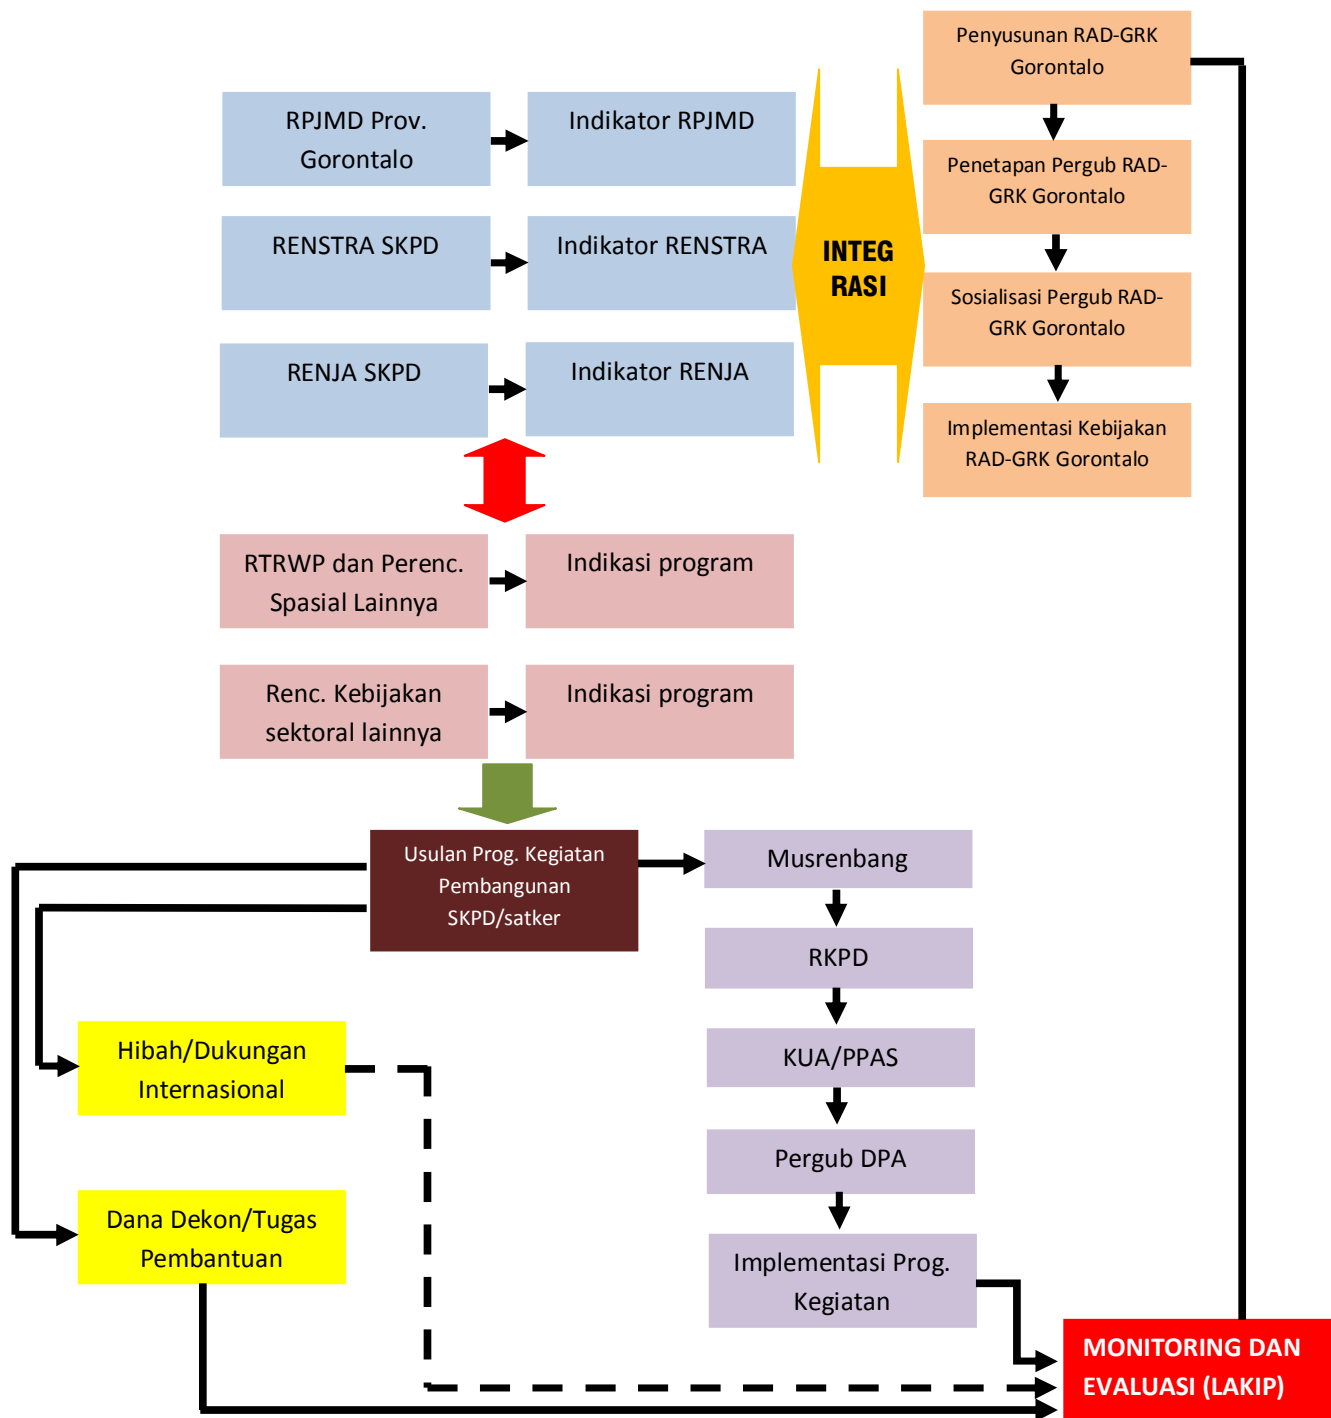 Penyusunan RAD-GRK
Gorontalo
RPJMD Prov.
Gorontalo
Indikator RPJMD
Penetapan Pergub RAD-
GRK Gorontalo
RENSTRA SKPD
Indikator RENSTRA
INTEG
RASI
Sosialisasi Pergub RAD-
GRK Gorontalo
RENJA SKPD
Indikator RENJA
Implementasi Kebijakan
RAD-GRK Gorontalo
RTRWP dan Perenc.
Spasial Lainnya
Indikasi program
Renc. Kebijakan
sektoral lainnya
Indikasi program
Usulan Prog. Kegiatan
Pembangunan
SKPD/satker
Musrenbang
RKPD
KUA/PPAS
Hibah/Dukungan
Internasional
Pergub DPA
Dana Dekon/Tugas
Pembantuan
Implementasi Prog.
Kegiatan
MONITORING DAN
EVALUASI (LAKIP)